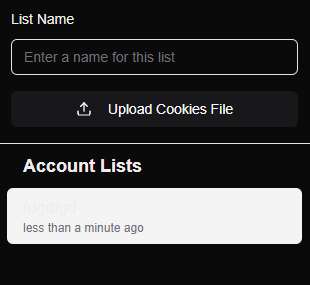 List Name
Enter a name for this list
Upload Cookies File
Account Lists
less than a minute ago